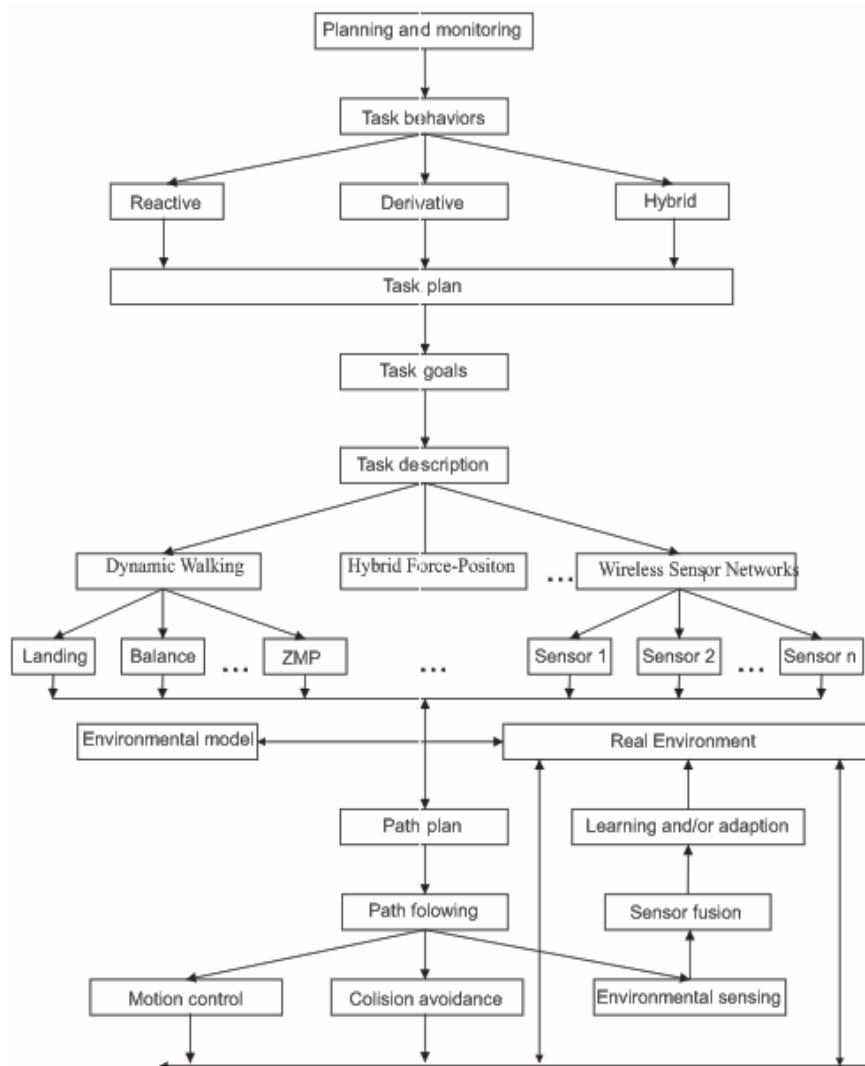 Planning and monitoring
Task behaviors
Reactive
Derivative
Hybrid
Task plan
Task goals
Task description
Dynamic Walking
Hybrid Force-Positon
...
Wireless Sensor Networks
Landing
Balance
...
ZMP
...
Sensor 1
Sensor 2
...
Sensor n
Environmental model
Real Environment
Path plan
Learning and/or adaption
Path folowing
Sensor fusion
Motion control
Colision avoidance
Environmental sensing